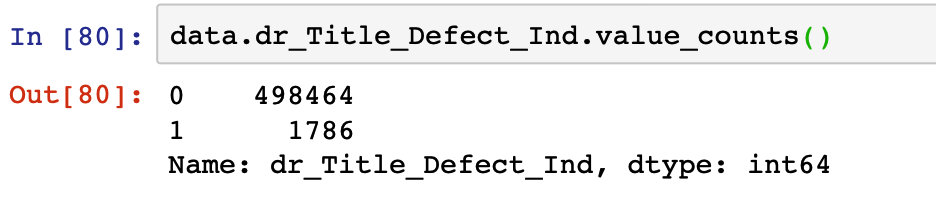 In [80]: data.dr_Title_Defect_Ind.value_counts()
Out[80]: 0    498464
1      1786
Name: dr_Title_Defect_Ind, dtype: int64